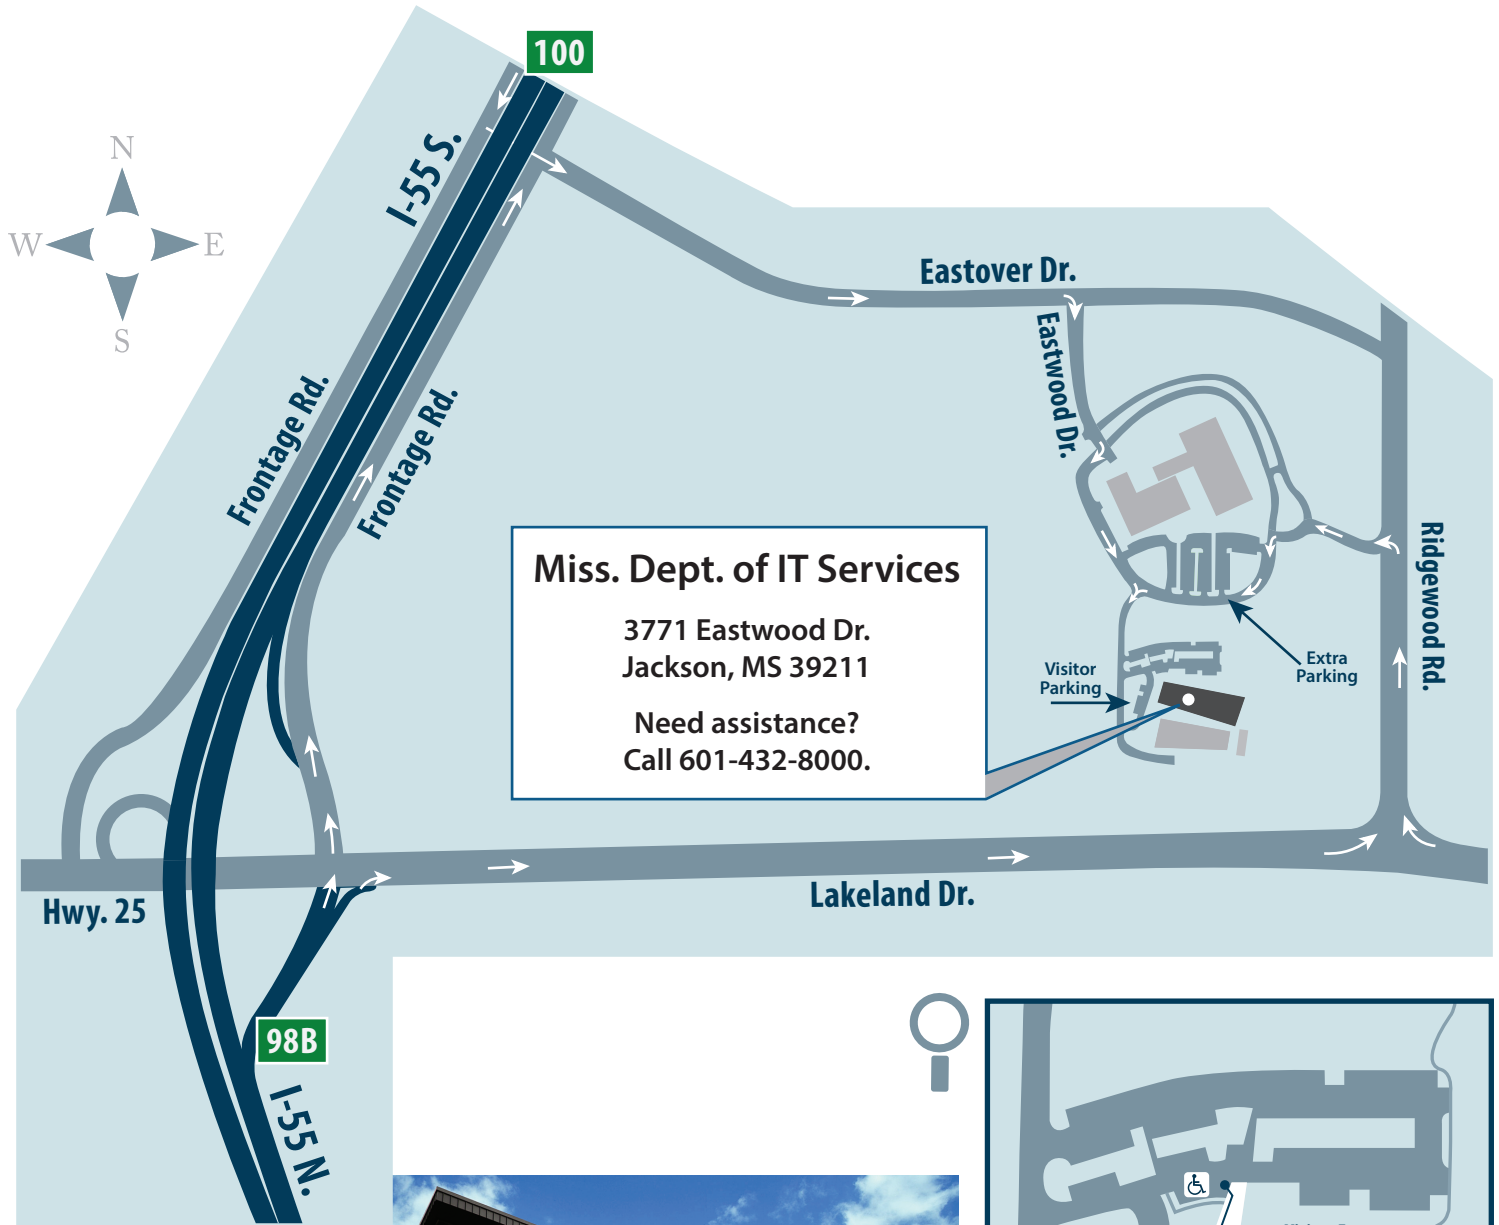 100
I-55 S.
N
W
E
S
Eastover Dr.
Eastwood Dr.
Frontage Rd.
Frontage Rd.
Miss. Dept. of IT Services
3771 Eastwood Dr.
Jackson, MS 39211
Need assistance?
Call 601-432-8000.
Ridgewood Rd.
Visitor
Parking
Extra
Parking
Hwy. 25
Lakeland Dr.
98B
I-55 N.